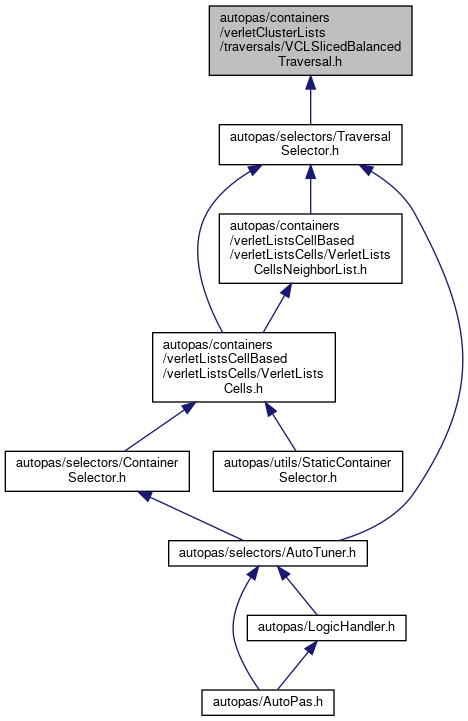 autopas/containers
/verletClusterLists
/traversals/VCLSlicedBalanced
Traversal.h
autopas/selectors/Traversal
Selector.h
autopas/containers
/verletListsCellBased
/verletListsCells/VerletLists
CellsNeighborList.h
autopas/containers
/verletListsCellBased
/verletListsCells/VerletLists
Cells.h
autopas/selectors/Container
Selector.h
autopas/utils/StaticContainer
Selector.h
autopas/selectors/AutoTuner.h
autopas/LogicHandler.h
autopas/AutoPas.h